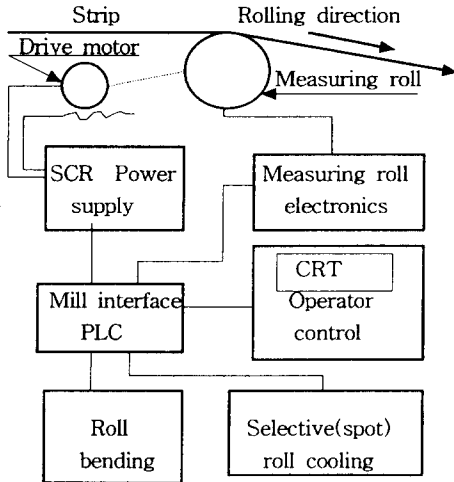 Strip
Rolling direction
Drive motor
Measuring roll
SCR Power
supply
Measuring roll
electronics
CRT
Operator
control
Mill interface
PLC
Roll
bending
Selective(spot)
roll cooling